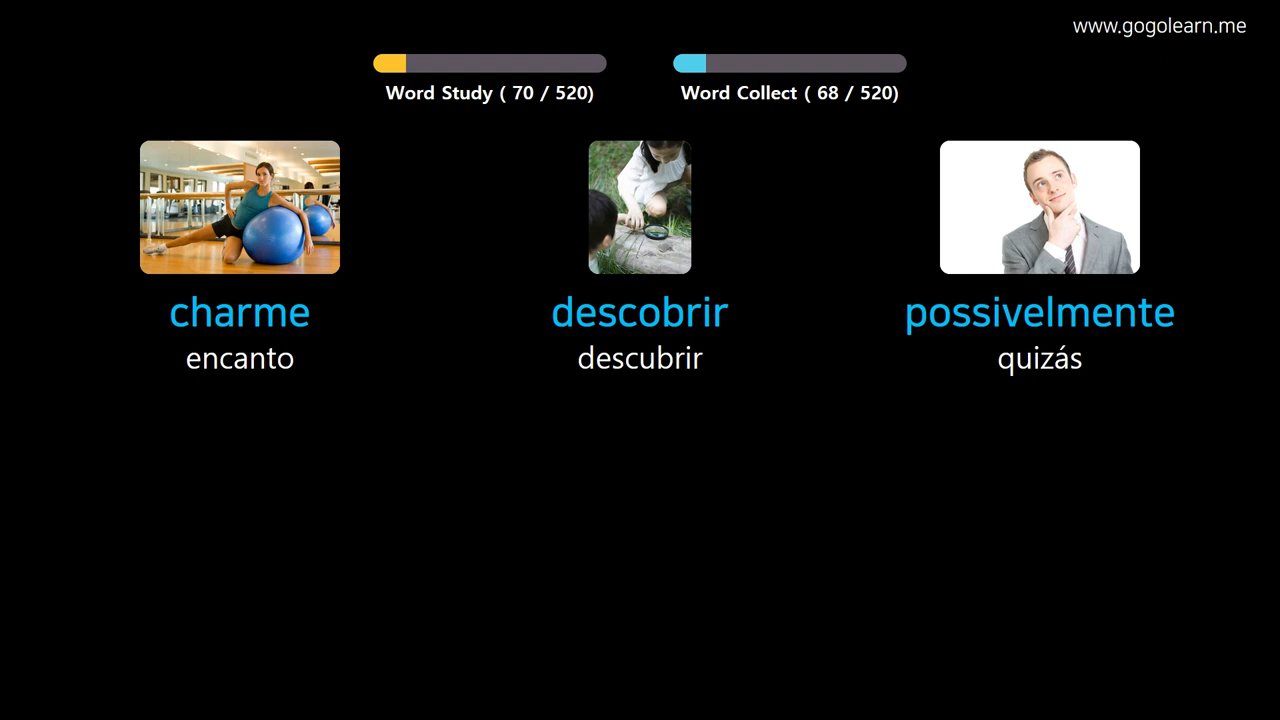 www.gogolearn.me
Word Study ( 70 / 520)
Word Collect ( 68 / 520)
charme
encanto
descobrir
descubrir
possivelmente
quizás